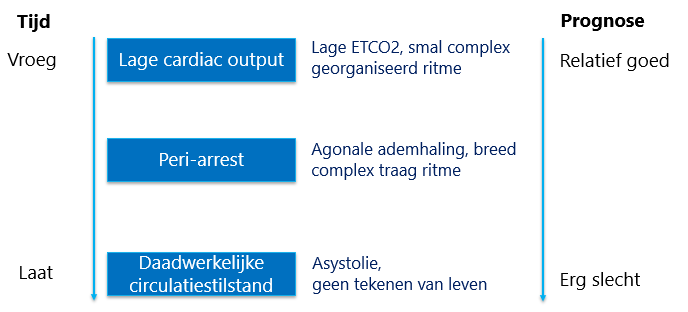 Tijd
Prognose
Vroeg
Lage cardiac output
Lage ETCO2, smal complex
georganiseerd ritme
Relatief goed
Peri-arrest
Agonale ademhaling, breed
complex traag ritme
Laat
Daadwerkelijke
circulatiestilstand
Asystolie,
geen tekenen van leven
Erg slecht